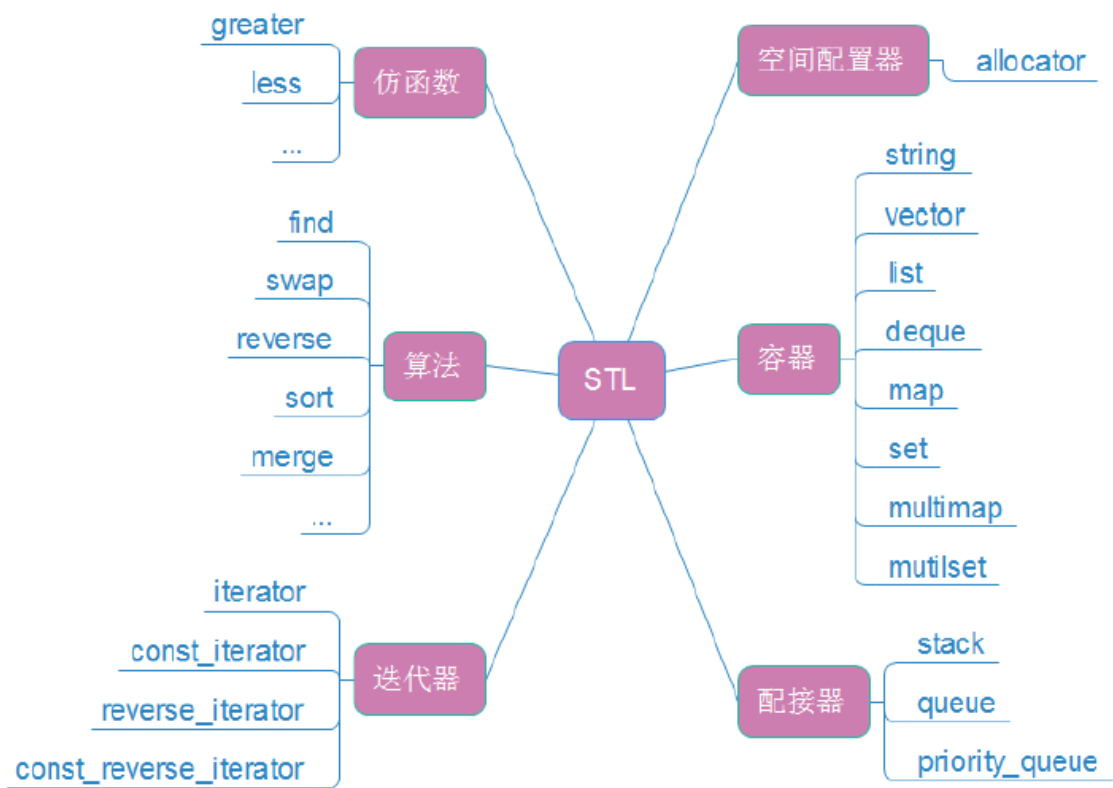 greater
less
...
仿函数
find
swap
reverse
sort
merge
...
算法
iterator
const_iterator
reverse_iterator
const_reverse_iterator
迭代器
STL
空间配置器
allocator
容器
string
vector
list
deque
map
set
multimap
mutilset
配接器
stack
queue
priority_queue